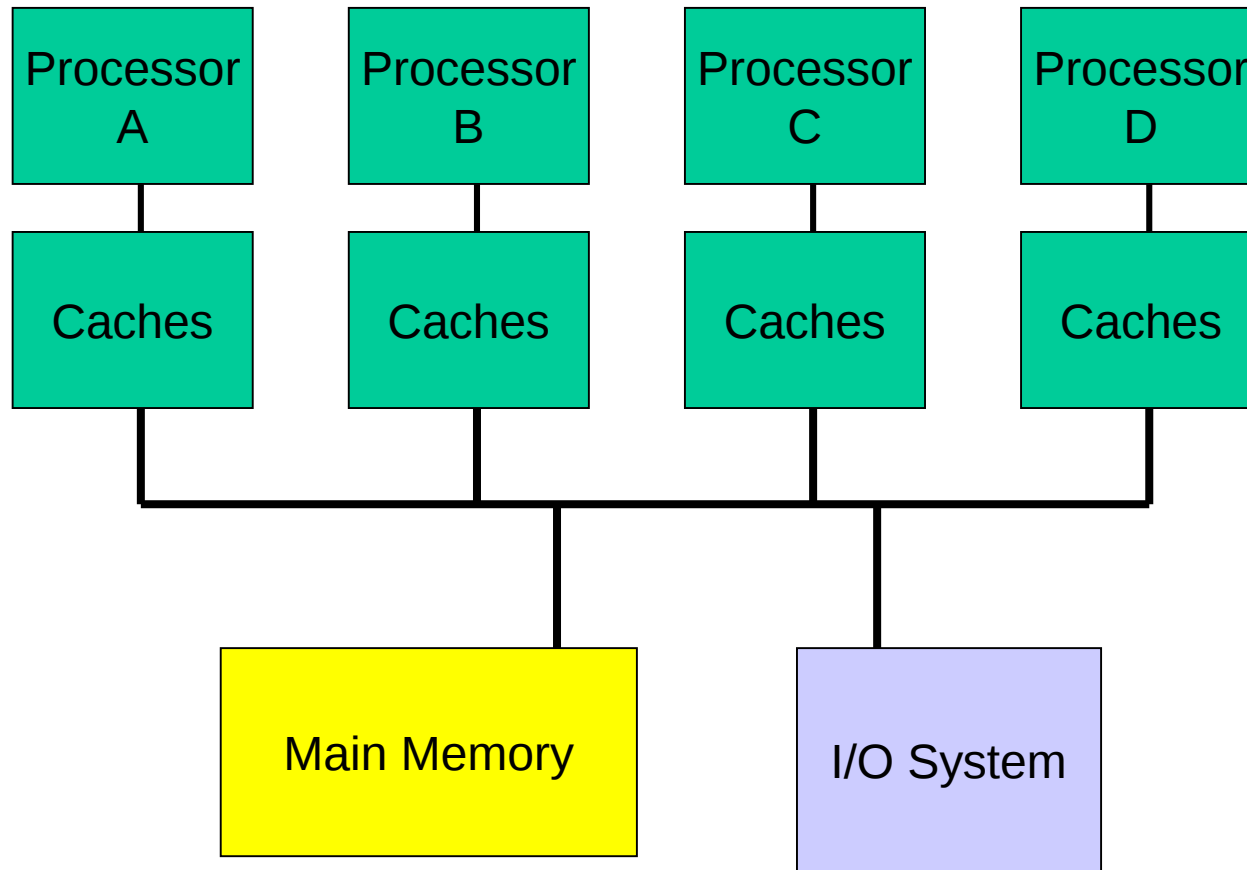 Processor
A
Processor
B
Processor
C
Processor
D
Caches
Caches
Caches
Caches
Main Memory
I/O System